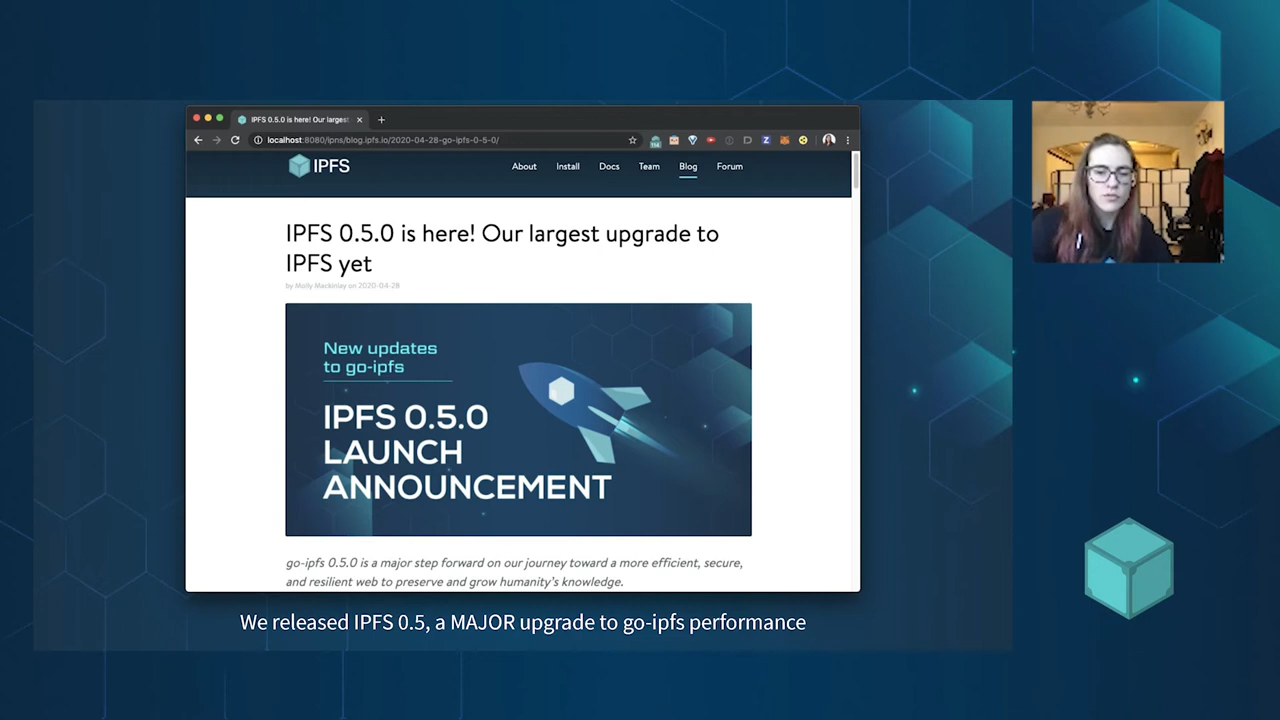 IPFS 0.5.0 is here! Our largest
localhost:8080/ipns/blog.ipfs.io/2020-04-28-go-ipfs-0-5-0/
IPFS
About Install Docs Team Blog Forum
IPFS 0.5.0 is here! Our largest upgrade to
IPFS yet
by Molly Mackinlay on 2020-04-28
New updates
to go-ipfs
IPFS 0.5.0
LAUNCH
ANNOUNCEMENT
go-ipfs 0.5.0 is a major step forward on our journey toward a more efficient, secure,
and resilient web to preserve and grow humanity's knowledge.
We released IPFS 0.5, a MAJOR upgrade to go-ipfs performance